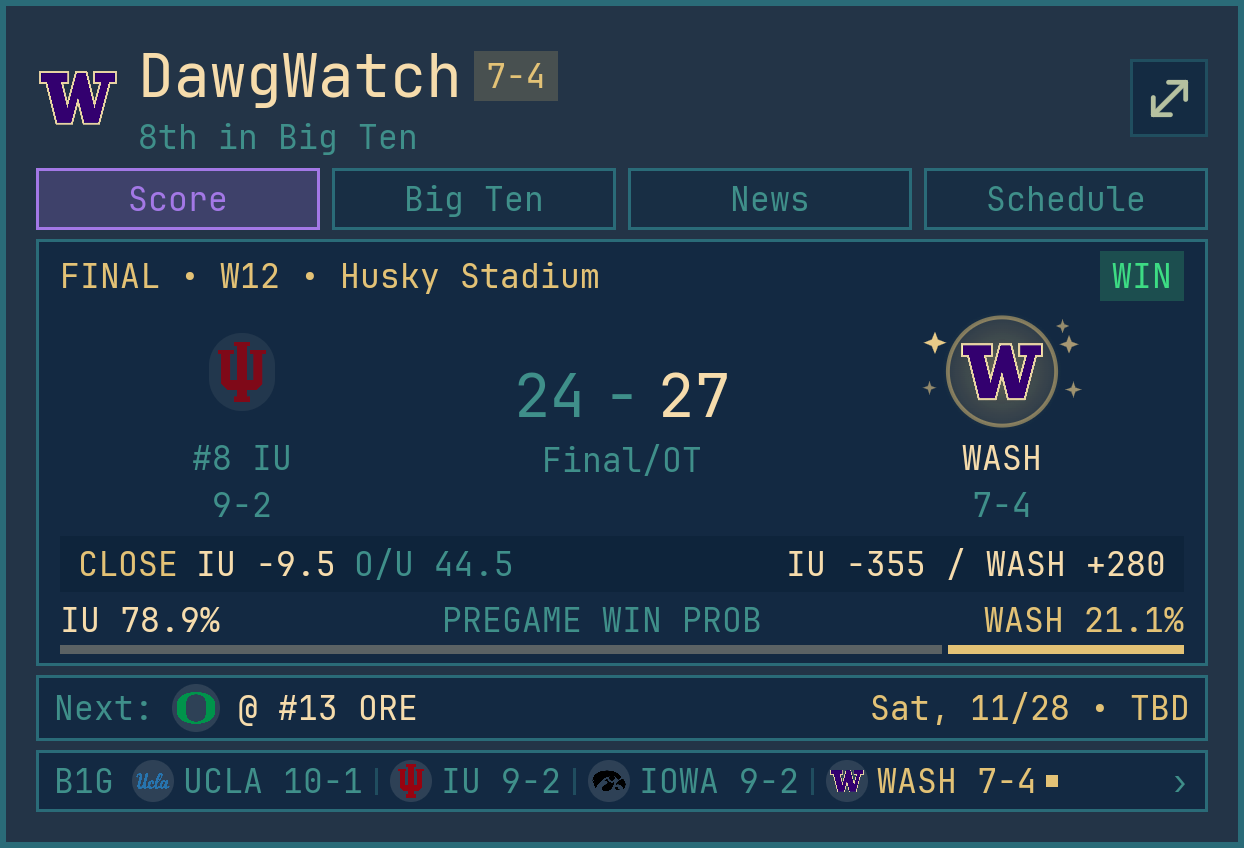 W DawgWatch 7-4
8th in Big Ten
Score Big Ten News Schedule
FINAL • W12 • Husky Stadium WIN
24 - 27
#8 IU Final/OT WASH
9-2 7-4
CLOSE IU -9.5 O/U 44.5 IU -355 / WASH +280
IU 78.9% PREGAME WIN PROB WASH 21.1%
Next: O @ #13 ORE Sat, 11/28 • TBD
B1G Ucla UCLA 10-1 | IU 9-2 | IOWA 9-2 | W WASH 7-4 ›